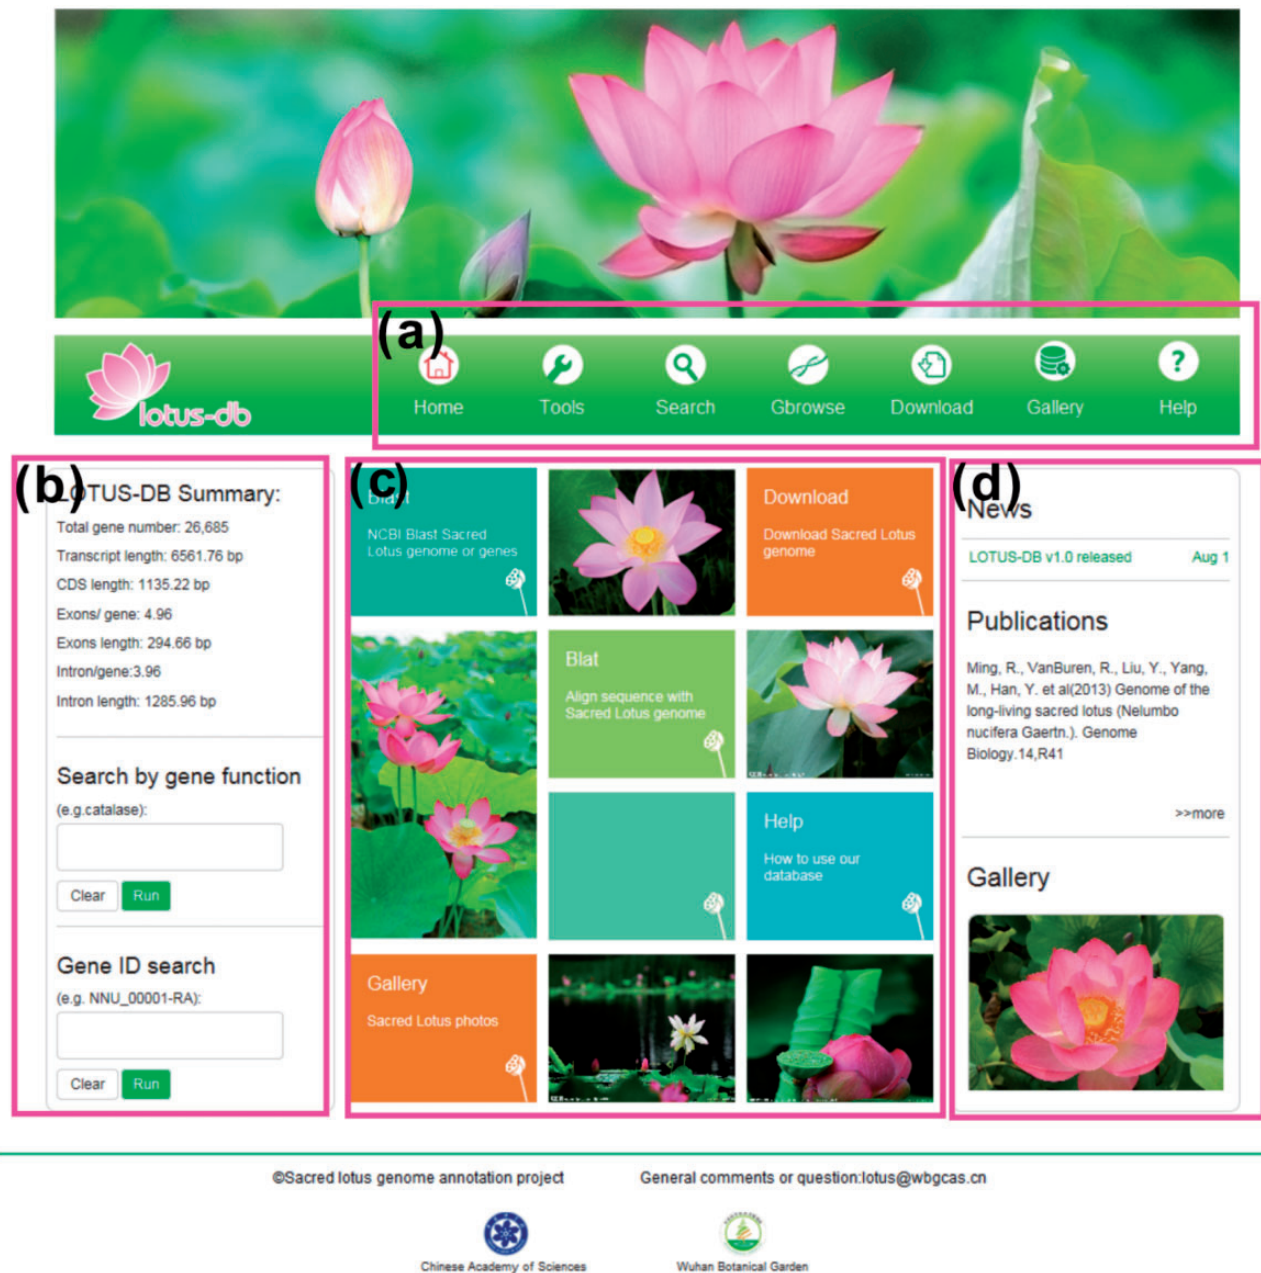 (a)
lotus-db
Home
Tools
Search
Gbrowse
Download
Gallery
Help
(b)
LOTUS-DB Summary:
Total gene number: 26,685
Transcript length: 6561.76 bp
CDS length: 1135.22 bp
Exons/ gene: 4.96
Exons length: 294.66 bp
Intron/gene:3.96
Intron length: 1285.96 bp
Search by gene function
(e.g.catalase):
Clear
Run
Gene ID search
(e.g. NNU_00001-RA):
Clear
Run
(c)
Blast
NCBI Blast Sacred
Lotus genome or genes
Download
Download Sacred Lotus
genome
Blat
Align sequence with
Sacred Lotus genome
Help
How to use our
database
Gallery
Sacred Lotus photos
(d)
News
LOTUS-DB v1.0 released
Aug 1
Publications
Ming, R., VanBuren, R., Liu, Y., Yang,
M., Han, Y. et al(2013) Genome of the
long-living sacred lotus (Nelumbo
nucifera Gaertn.). Genome
Biology.14,R41
>>more
Gallery
©Sacred lotus genome annotation project
General comments or question:lotus@wbgcas.cn
Chinese Academy of Sciences
Wuhan Botanical Garden